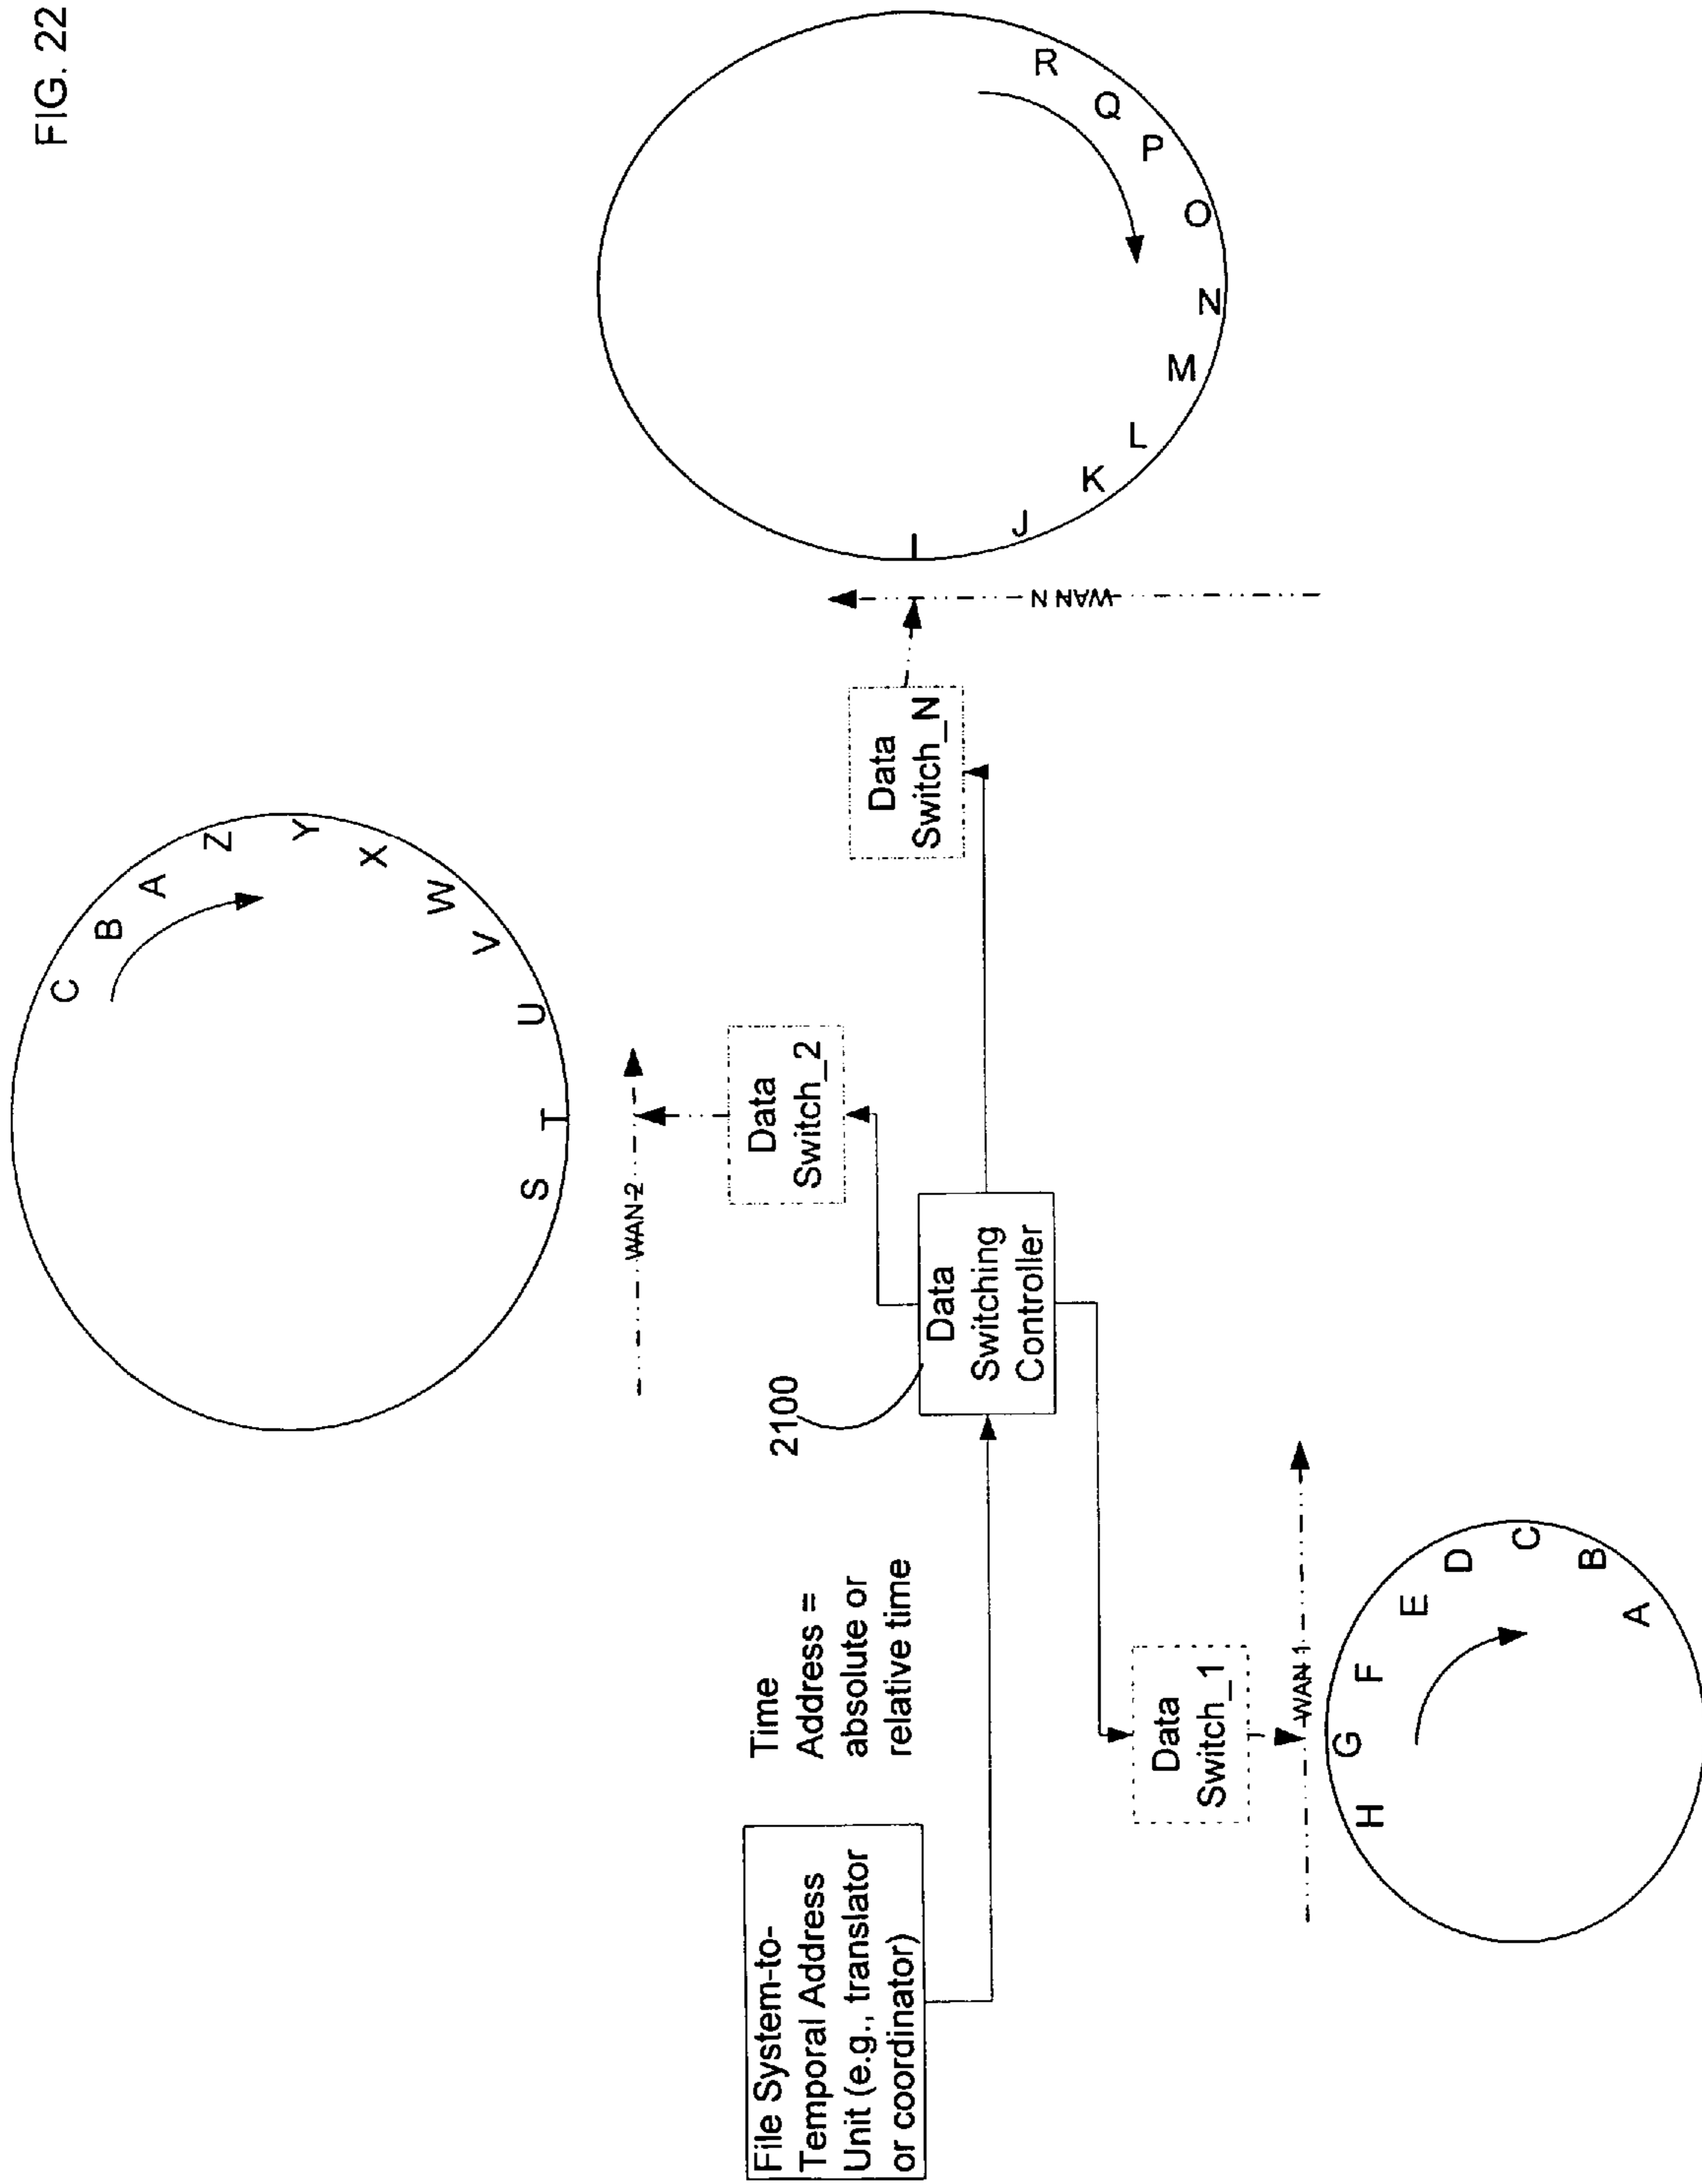 FIG. 22
C
B
A
Z
Y
X
W
V
U
T
S
WAN 2
Data
Switch_2
2100
Data
Switching
Controller
File System-to-
Temporal Address
Unit (e.g., translator
or coordinator)
Time
Address =
absolute or
relative time
Data
Switch_N
WAN N
I
J
K
L
M
N
O
P
Q
R
Data
Switch_1
WAN 1
H
G
F
E
D
C
B
A